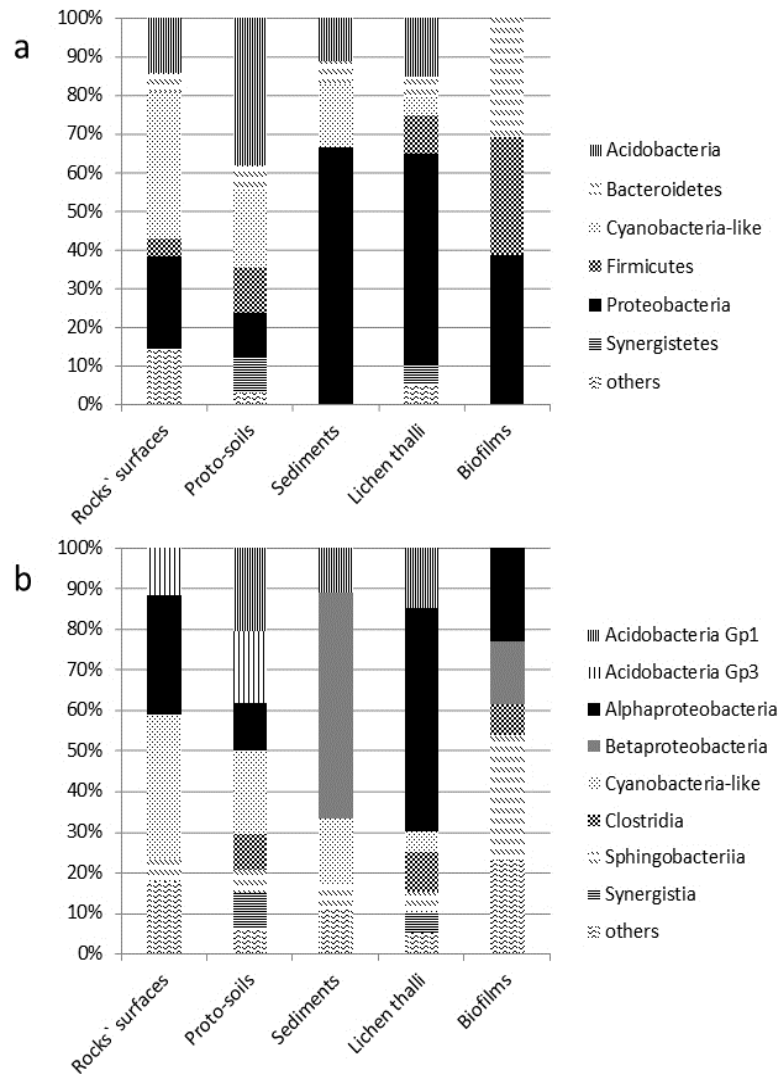 a
100%
90%
80%
70%
60%
50%
40%
30%
20%
10%
0%
Rocks` surfaces
Proto-soils
Sediments
Lichen thalli
Biofilms
Acidobacteria
Bacteroidetes
Cyanobacteria-like
Firmicutes
Proteobacteria
Synergistetes
others
b
100%
90%
80%
70%
60%
50%
40%
30%
20%
10%
0%
Rocks` surfaces
Proto-soils
Sediments
Lichen thalli
Biofilms
Acidobacteria Gp1
Acidobacteria Gp3
Alphaproteobacteria
Betaproteobacteria
Cyanobacteria-like
Clostridia
Sphingobacteriia
Synergistia
others